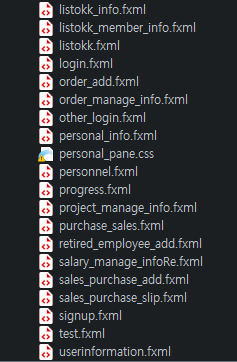 listokk_info.fxml
listokk_member_info.fxml
listokk.fxml
login.fxml
order_add.fxml
order_manage_info.fxml
other_login.fxml
personal_info.fxml
personal_pane.css
personnel.fxml
progress.fxml
project_manage_info.fxml
purchase_sales.fxml
retired_employee_add.fxml
salary_manage_infoRe.fxml
sales_purchase_add.fxml
sales_purchase_slip.fxml
signup.fxml
test.fxml
userinformation.fxml